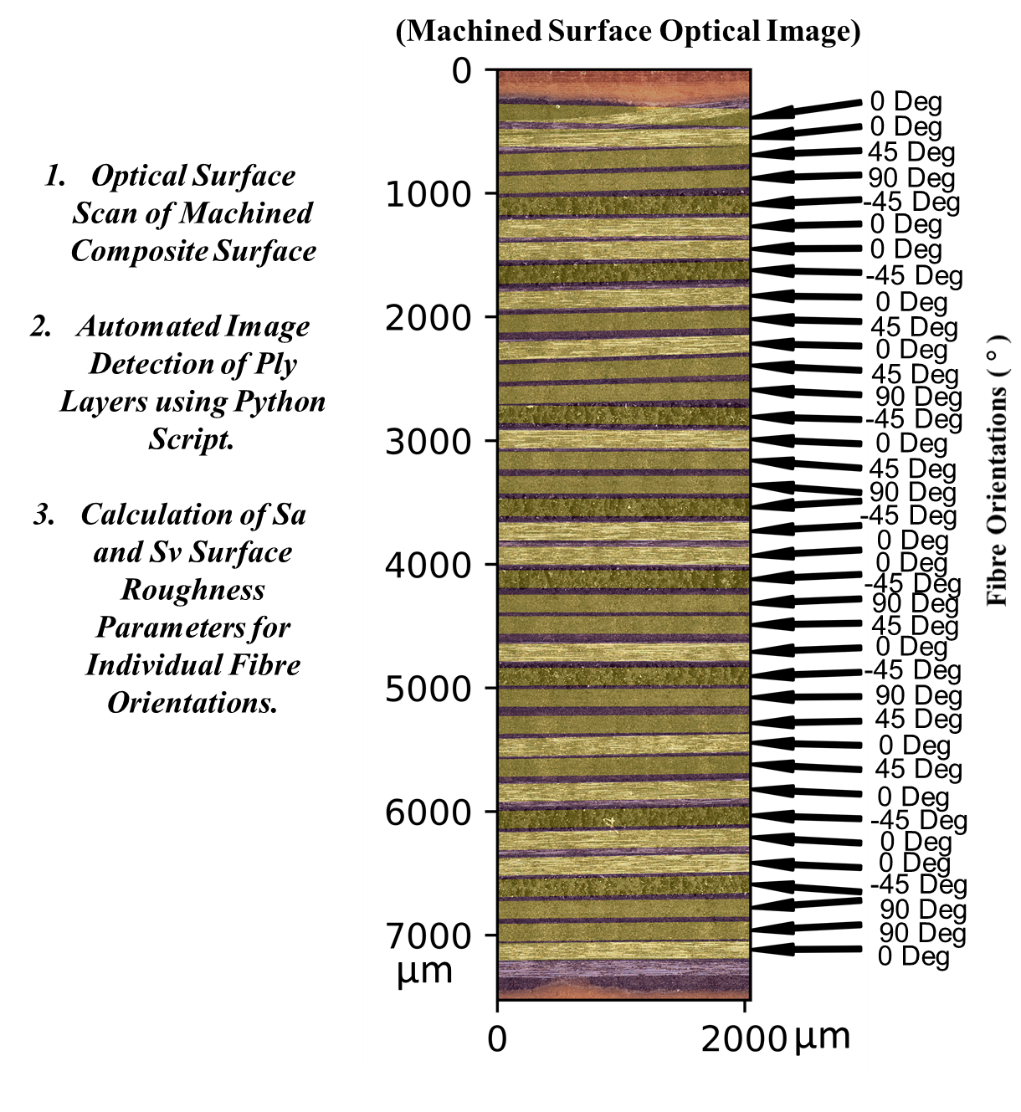 (Machined Surface Optical Image)
1. Optical Surface
Scan of Machined
Composite Surface
2. Automated Image
Detection of Ply
Layers using Python
Script.
3. Calculation of Sa
and Sv Surface
Roughness
Parameters for
Individual Fibre
Orientations.
0
1000
2000
3000
4000
5000
6000
7000
μm
0
2000 μm
0 Deg
0 Deg
45 Deg
90 Deg
-45 Deg
0 Deg
0 Deg
-45 Deg
0 Deg
45 Deg
0 Deg
45 Deg
90 Deg
-45 Deg
0 Deg
45 Deg
90 Deg
-45 Deg
0 Deg
0 Deg
-45 Deg
90 Deg
45 Deg
0 Deg
-45 Deg
90 Deg
45 Deg
0 Deg
45 Deg
0 Deg
-45 Deg
0 Deg
0 Deg
-45 Deg
90 Deg
90 Deg
0 Deg
Fibre Orientations ( ° )